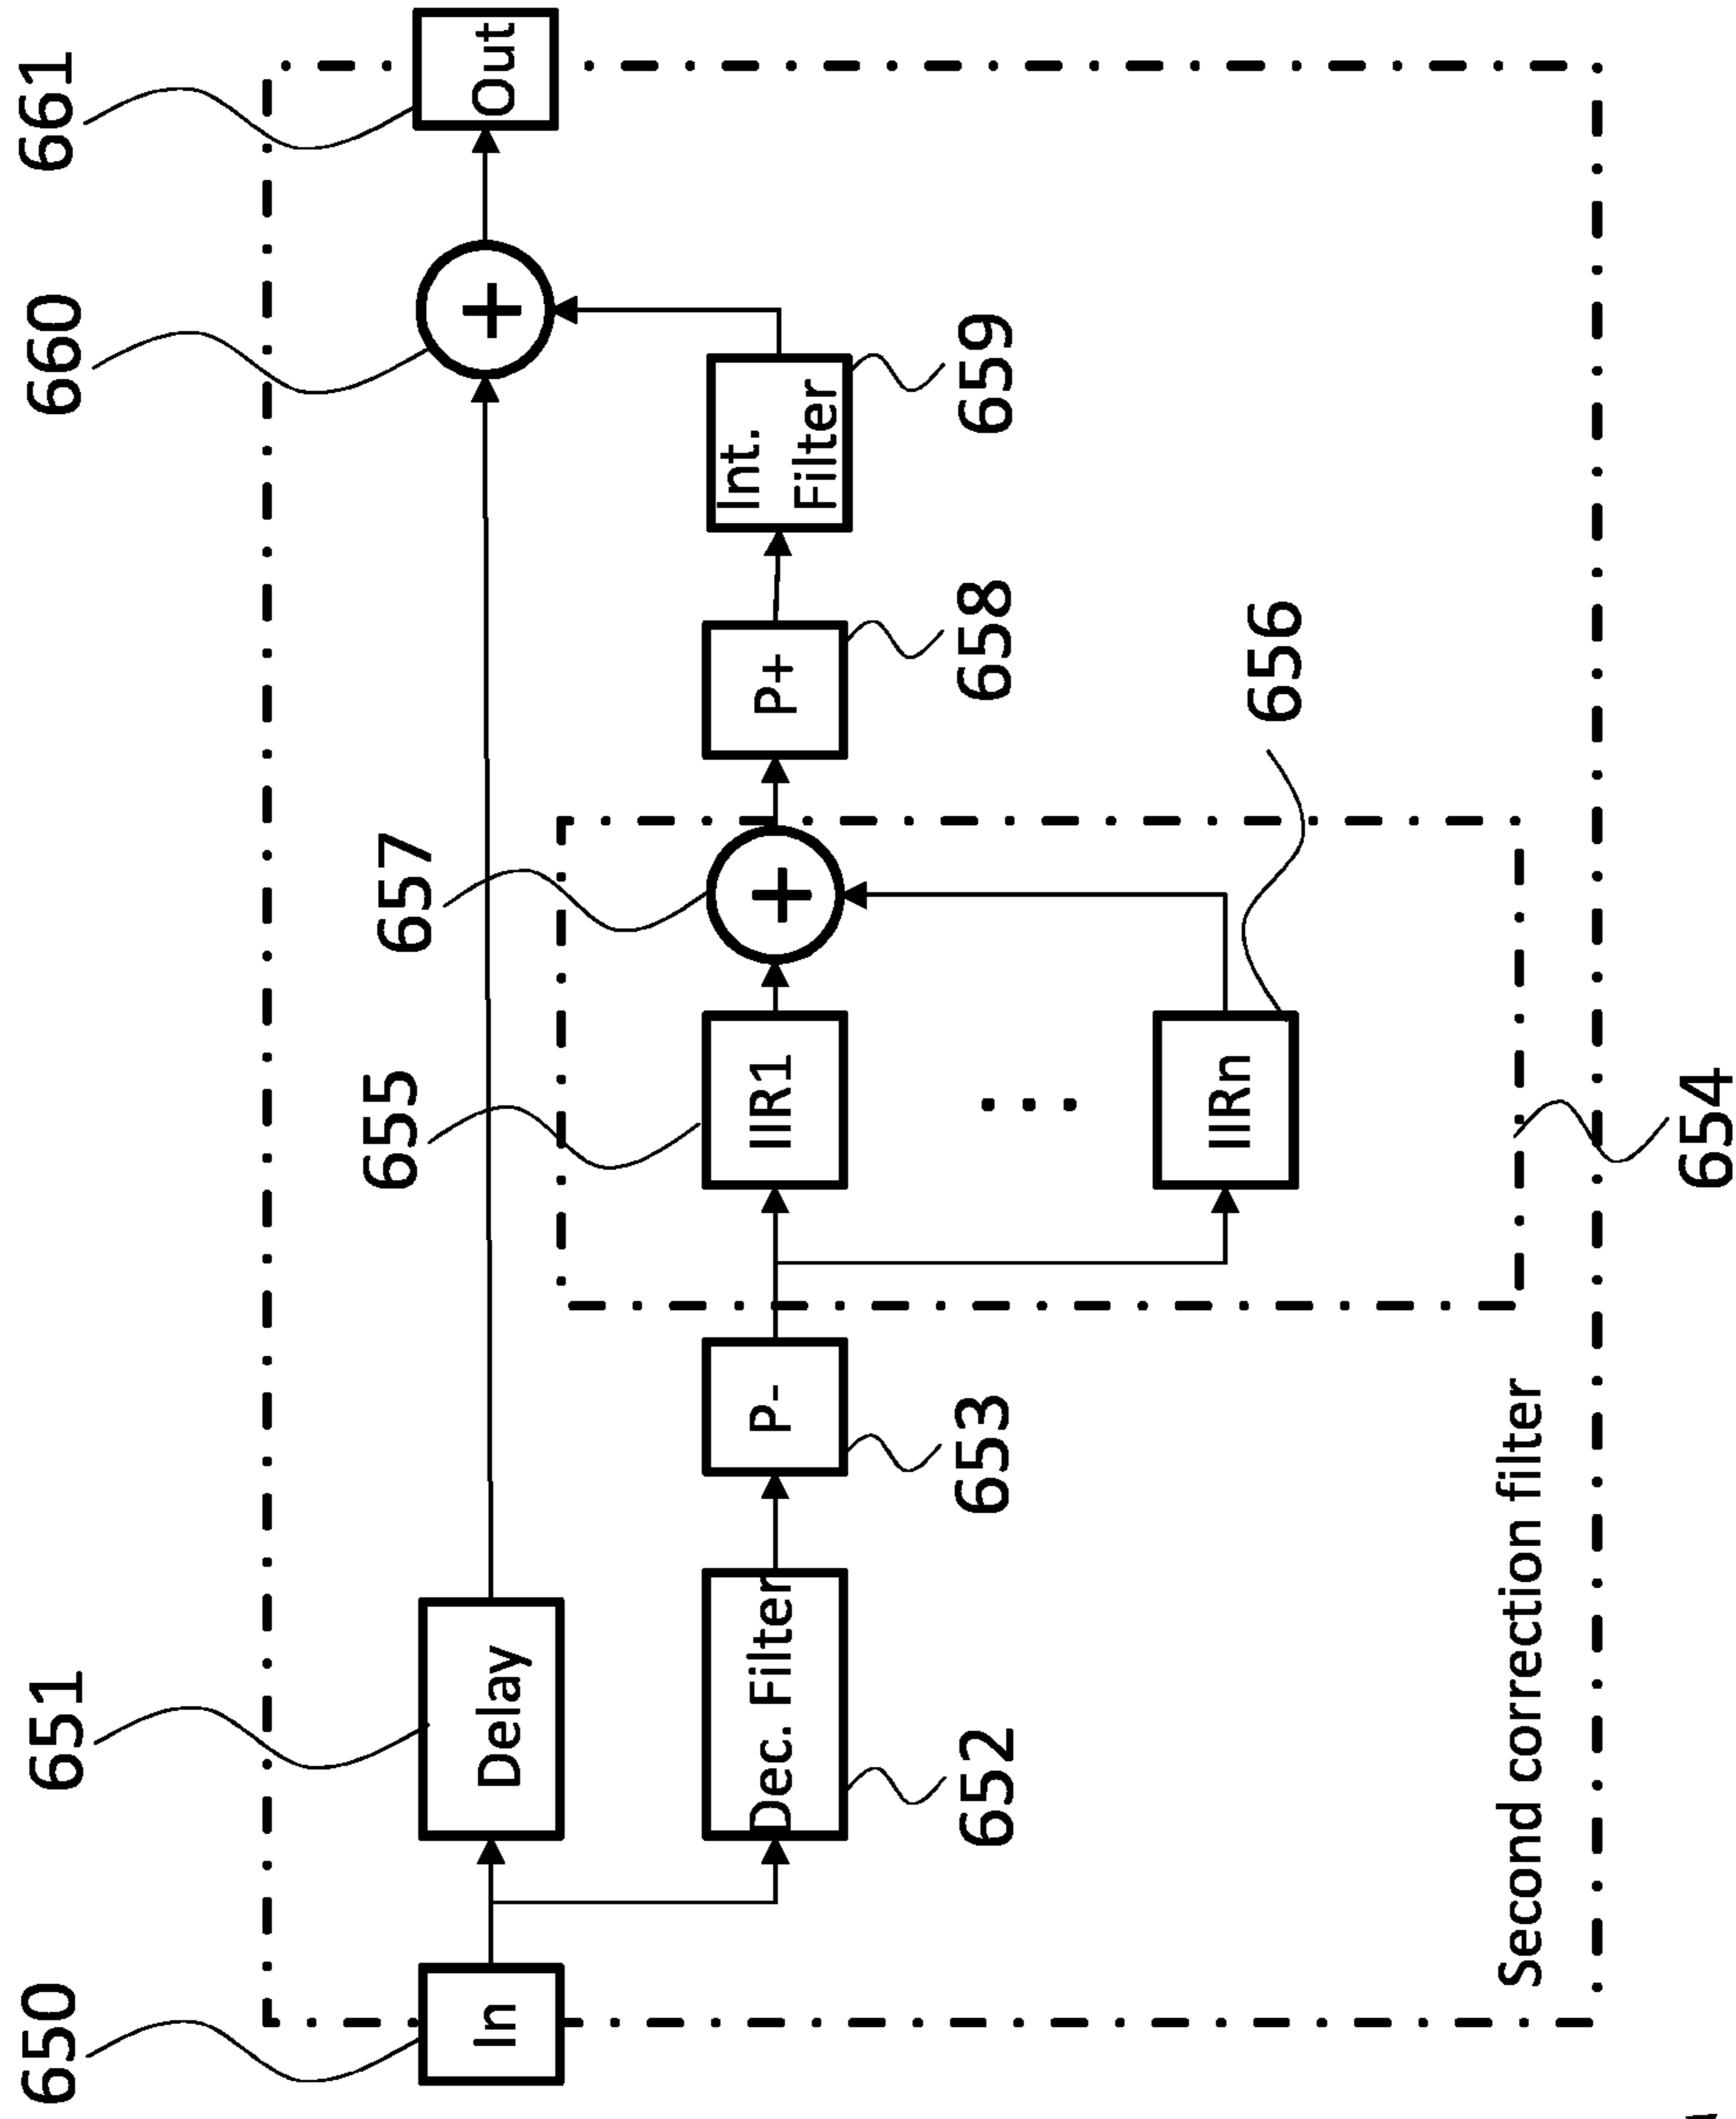 650
651
660
661
In
Delay
+
Out
655
657
Dec. Filter
P-
IIR1
+
P+
Int.
Filter
652
653
658
659
...
IIRn
656
Second correction filter
654